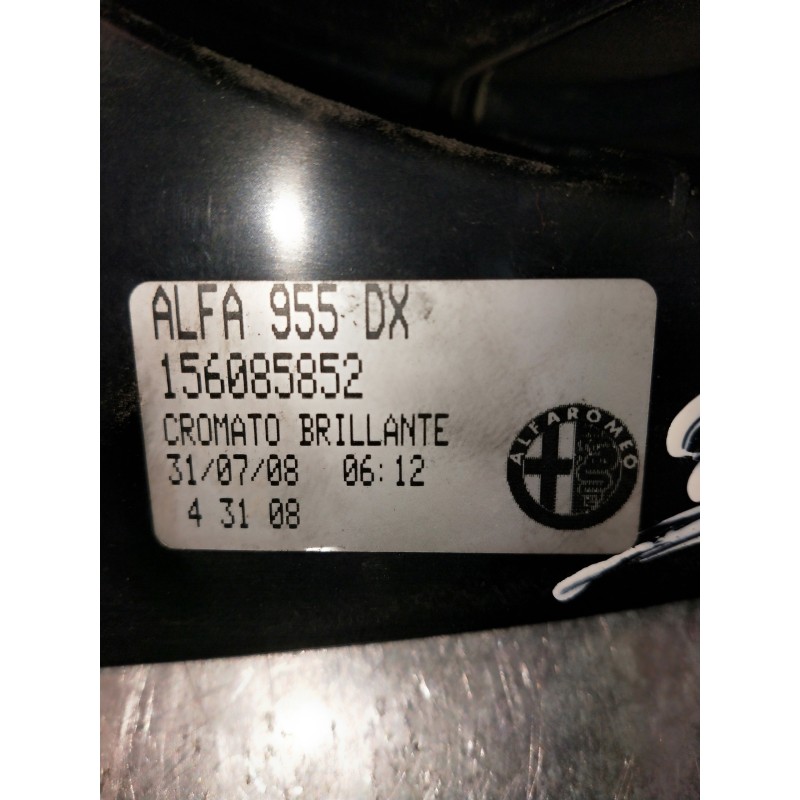 ALFA 955 DX
156085852
CROMATO BRILLANTE
31/07/08 06:12
4 31 08
ALFA ROMEO